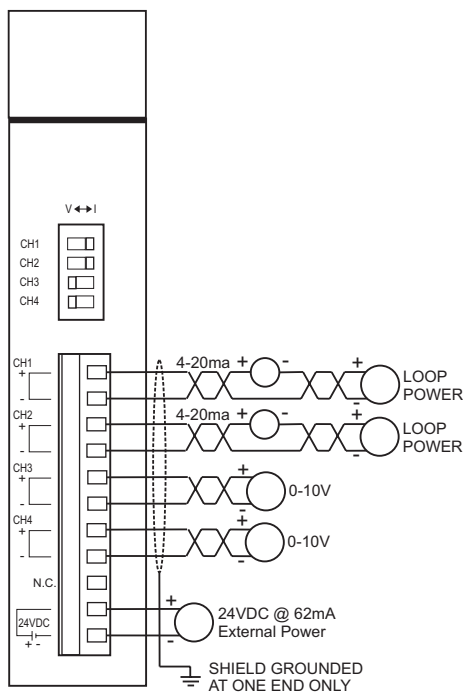 V ↔ I
CH1
CH2
CH3
CH4
CH1
+
-
4-20ma + - +
-
LOOP
POWER
CH2
+
-
4-20ma + - +
-
LOOP
POWER
CH3
+
-
+
-
0-10V
CH4
+
-
+
-
0-10V
N.C.
24VDC
+ -
+
-
24VDC @ 62mA
External Power
SHIELD GROUNDED
AT ONE END ONLY